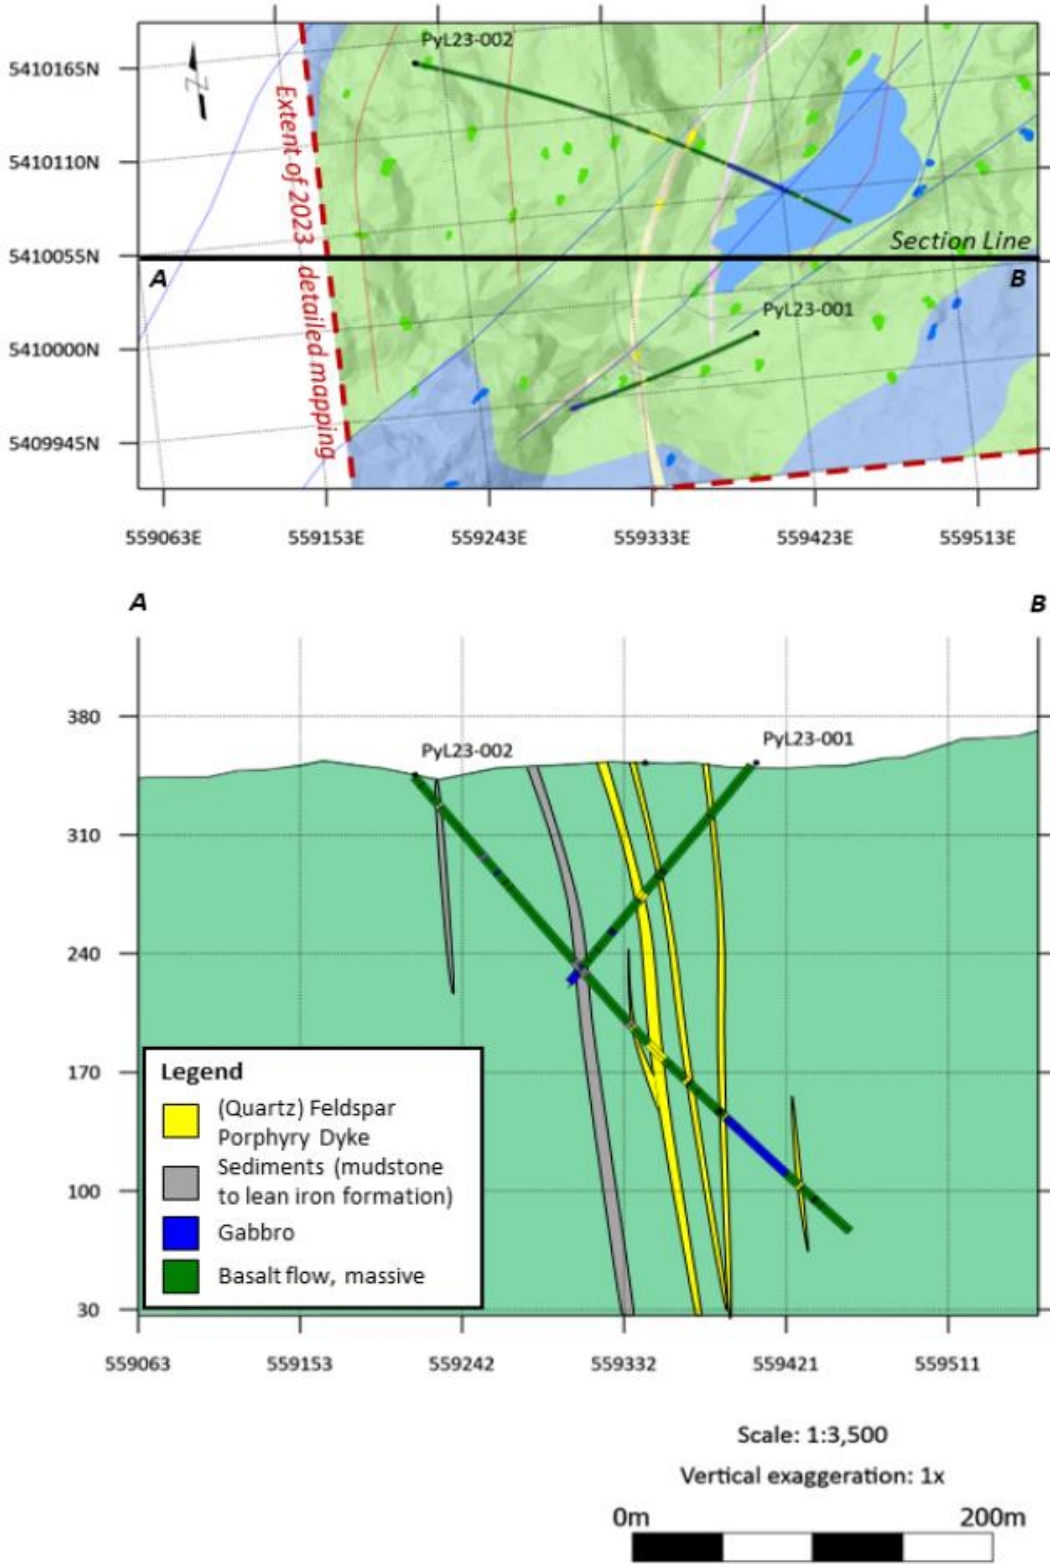 PyL23-002
5410165N
Z
Extent of 2023 detailed mapping
5410110N
5410055N
Section Line
A
B
PyL23-001
5410000N
5409945N
559063E
559153E
559243E
559333E
559423E
559513E
A
B
380
PyL23-002
PyL23-001
310
240
170
Legend
(Quartz) Feldspar
Porphyry Dyke
Sediments (mudstone
to lean iron formation)
Gabbro
Basalt flow, massive
100
30
559063
559153
559242
559332
559421
559511
Scale: 1:3,500
Vertical exaggeration: 1x
0m
200m